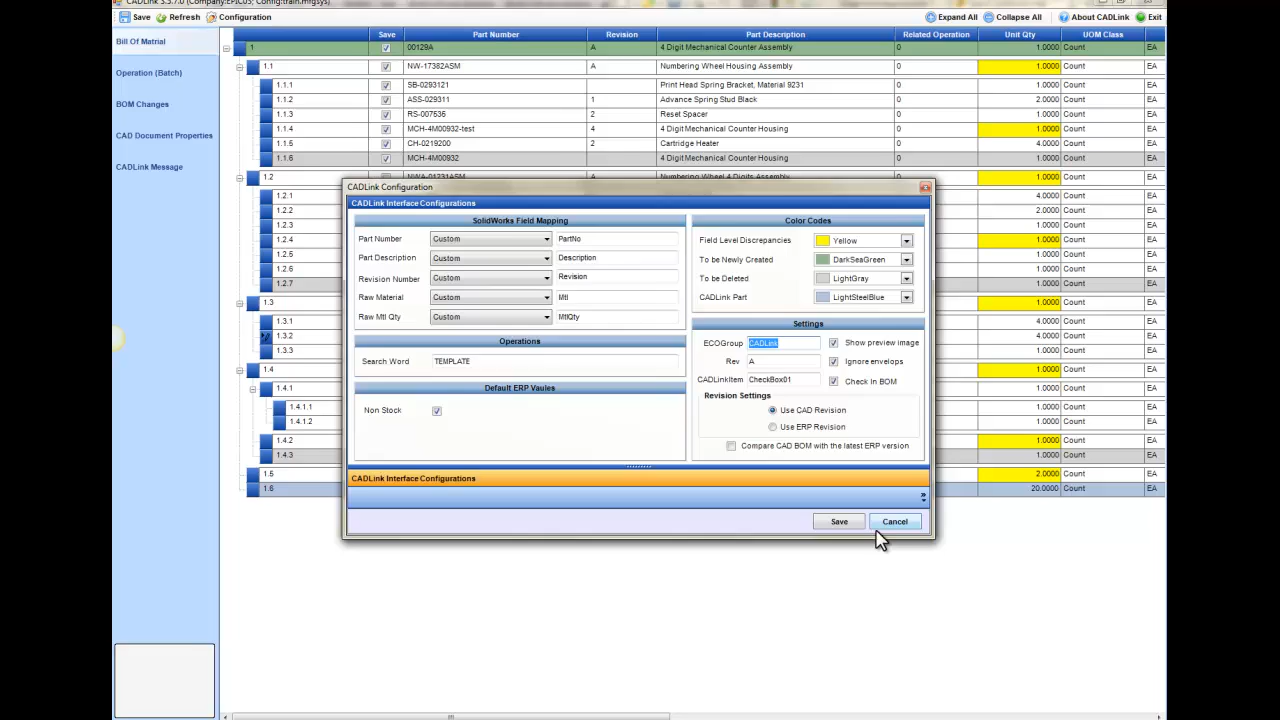 CADLink 3.5.7.0 (Company:EPIC03; Config:train.mfgsys)
Save Refresh Configuration Expand All Collapse All About CADLink Exit
Bill Of Matrial
Operation (Batch)
BOM Changes
CAD Document Properties
CADLink Message
Save Part Number Revision Part Description Related Operation Unit Qty UOM Class
1 00129A A 4 Digit Mechanical Counter Assembly 0 1.0000 Count EA
1.1 NW-17382ASM A Numbering Wheel Housing Assembly 0 1.0000 Count EA
1.1.1 SB-0293121 Print Head Spring Bracket, Material 9231 0 1.0000 Count EA
1.1.2 ASS-029311 1 Advance Spring Stud Black 0 2.0000 Count EA
1.1.3 RS-007636 2 Reset Spacer 0 1.0000 Count EA
1.1.4 MCH-4M00932-test 4 4 Digit Mechanical Counter Housing 0 1.0000 Count EA
1.1.5 CH-0219200 2 Cartridge Heater 0 4.0000 Count EA
1.1.6 MCH-4M00932 4 Digit Mechanical Counter Housing 0 1.0000 Count EA
1.2 NWA-01231ASM A Numbering Wheel 4 Digits Assembly 0 1.0000 Count EA
1.2.1 4.0000 Count EA
1.2.2 2.0000 Count EA
1.2.3 1.0000 Count EA
1.2.4 1.0000 Count EA
1.2.5 1.0000 Count EA
1.2.6 1.0000 Count EA
1.2.7 1.0000 Count EA
1.3 1.0000 Count EA
1.3.1 4.0000 Count EA
1.3.2 4.0000 Count EA
1.3.3 1.0000 Count EA
1.4 1.0000 Count EA
1.4.1 1.0000 Count EA
1.4.1.1 1.0000 Count EA
1.4.1.2 1.0000 Count EA
1.4.2 1.0000 Count EA
1.4.3 1.0000 Count EA
1.5 2.0000 Count EA
1.6 20.0000 Count EA
CADLink Configuration
CADLink Interface Configurations
SolidWorks Field Mapping
Part Number Custom PartNo
Part Description Custom Description
Revision Number Custom Revision
Raw Material Custom Mtl
Raw Mtl Qty Custom MtlQty
Operations
Search Word TEMPLATE
Default ERP Vaules
Non Stock
Color Codes
Field Level Discrepancies Yellow
To be Newly Created DarkSeaGreen
To be Deleted LightGray
CADLink Part LightSteelBlue
Settings
ECOGroup CADLink Show preview image
Rev A Ignore envelops
CADLinkItem CheckBox01 Check In BOM
Revision Settings
Use CAD Revision
Use ERP Revision
Compare CAD BOM with the latest ERP version
CADLink Interface Configurations
Save Cancel